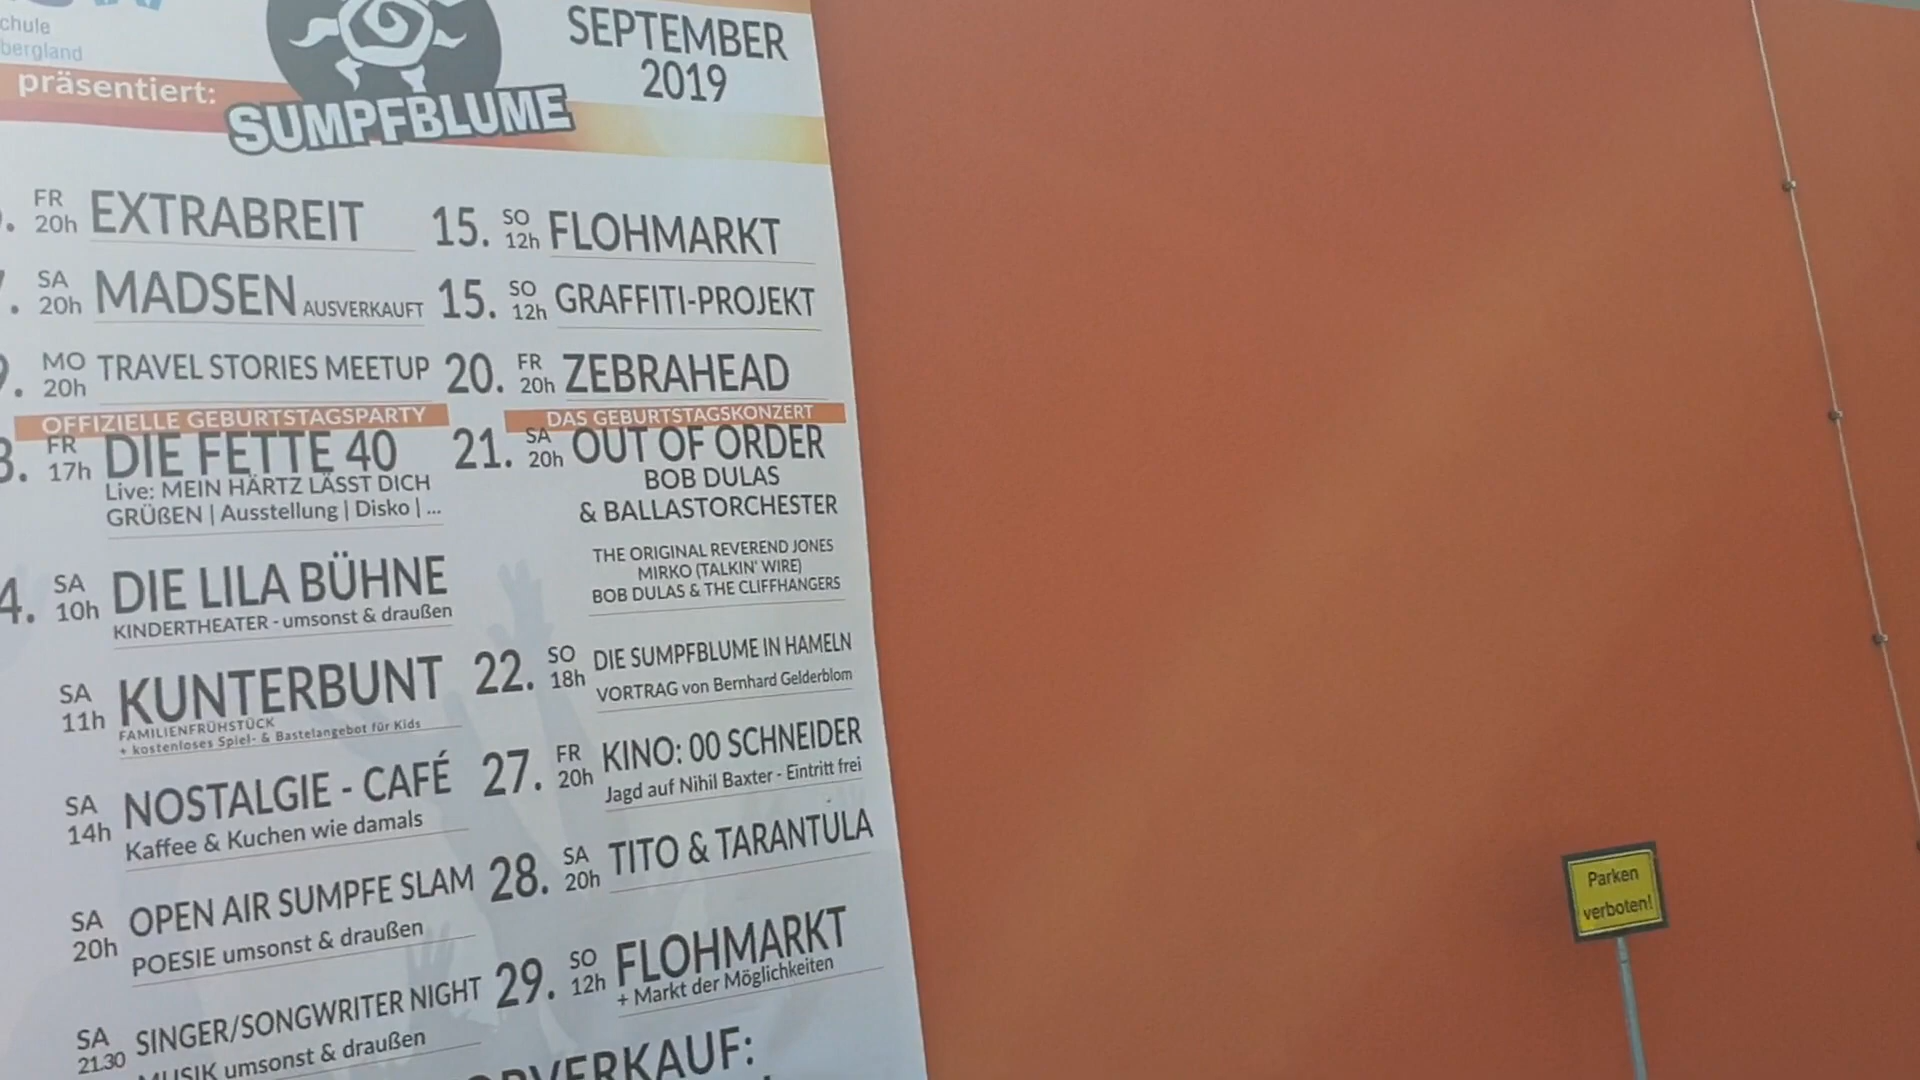 chule
bergland
präsentiert:
SUMPFBLUME
SEPTEMBER
2019
FR
20h
EXTRABREIT
SA
20h
MADSEN AUSVERKAUFT
MO
20h
TRAVEL STORIES MEETUP
OFFIZIELLE GEBURTSTAGSPARTY
3. FR
17h
DIE FETTE 40
Live: MEIN HÄRTZ LÄSST DICH
GRÜßEN | Ausstellung | Disko | ...
4. SA
10h
DIE LILA BÜHNE
KINDERTHEATER - umsonst & draußen
SA
11h
KUNTERBUNT
FAMILIENFRÜHSTÜCK
+ kostenloses Spiel- & Bastelangebot für Kids
SA
14h
NOSTALGIE - CAFÉ
Kaffee & Kuchen wie damals
SA
20h
OPEN AIR SUMPFE SLAM
POESIE umsonst & draußen
SA
21.30
SINGER/SONGWRITER NIGHT
MUSIK umsonst & draußen
15. SO
12h
FLOHMARKT
15. SO
12h
GRAFFITI-PROJEKT
20. FR
20h
ZEBRAHEAD
DAS GEBURTSTAGSKONZERT
21. SA
20h
OUT OF ORDER
BOB DULAS
& BALLASTORCHESTER
THE ORIGINAL REVEREND JONES
MIRKO (TALKIN' WIRE)
BOB DULAS & THE CLIFFHANGERS
22. SO
18h
DIE SUMPFBLUME IN HAMELN
VORTRAG von Bernhard Gelderblom
27. FR
20h
KINO: 00 SCHNEIDER
Jagd auf Nihil Baxter - Eintritt frei
28. SA
20h
TITO & TARANTULA
29. SO
12h
FLOHMARKT
+ Markt der Möglichkeiten
ORVERKAUF:
Parken
verboten!